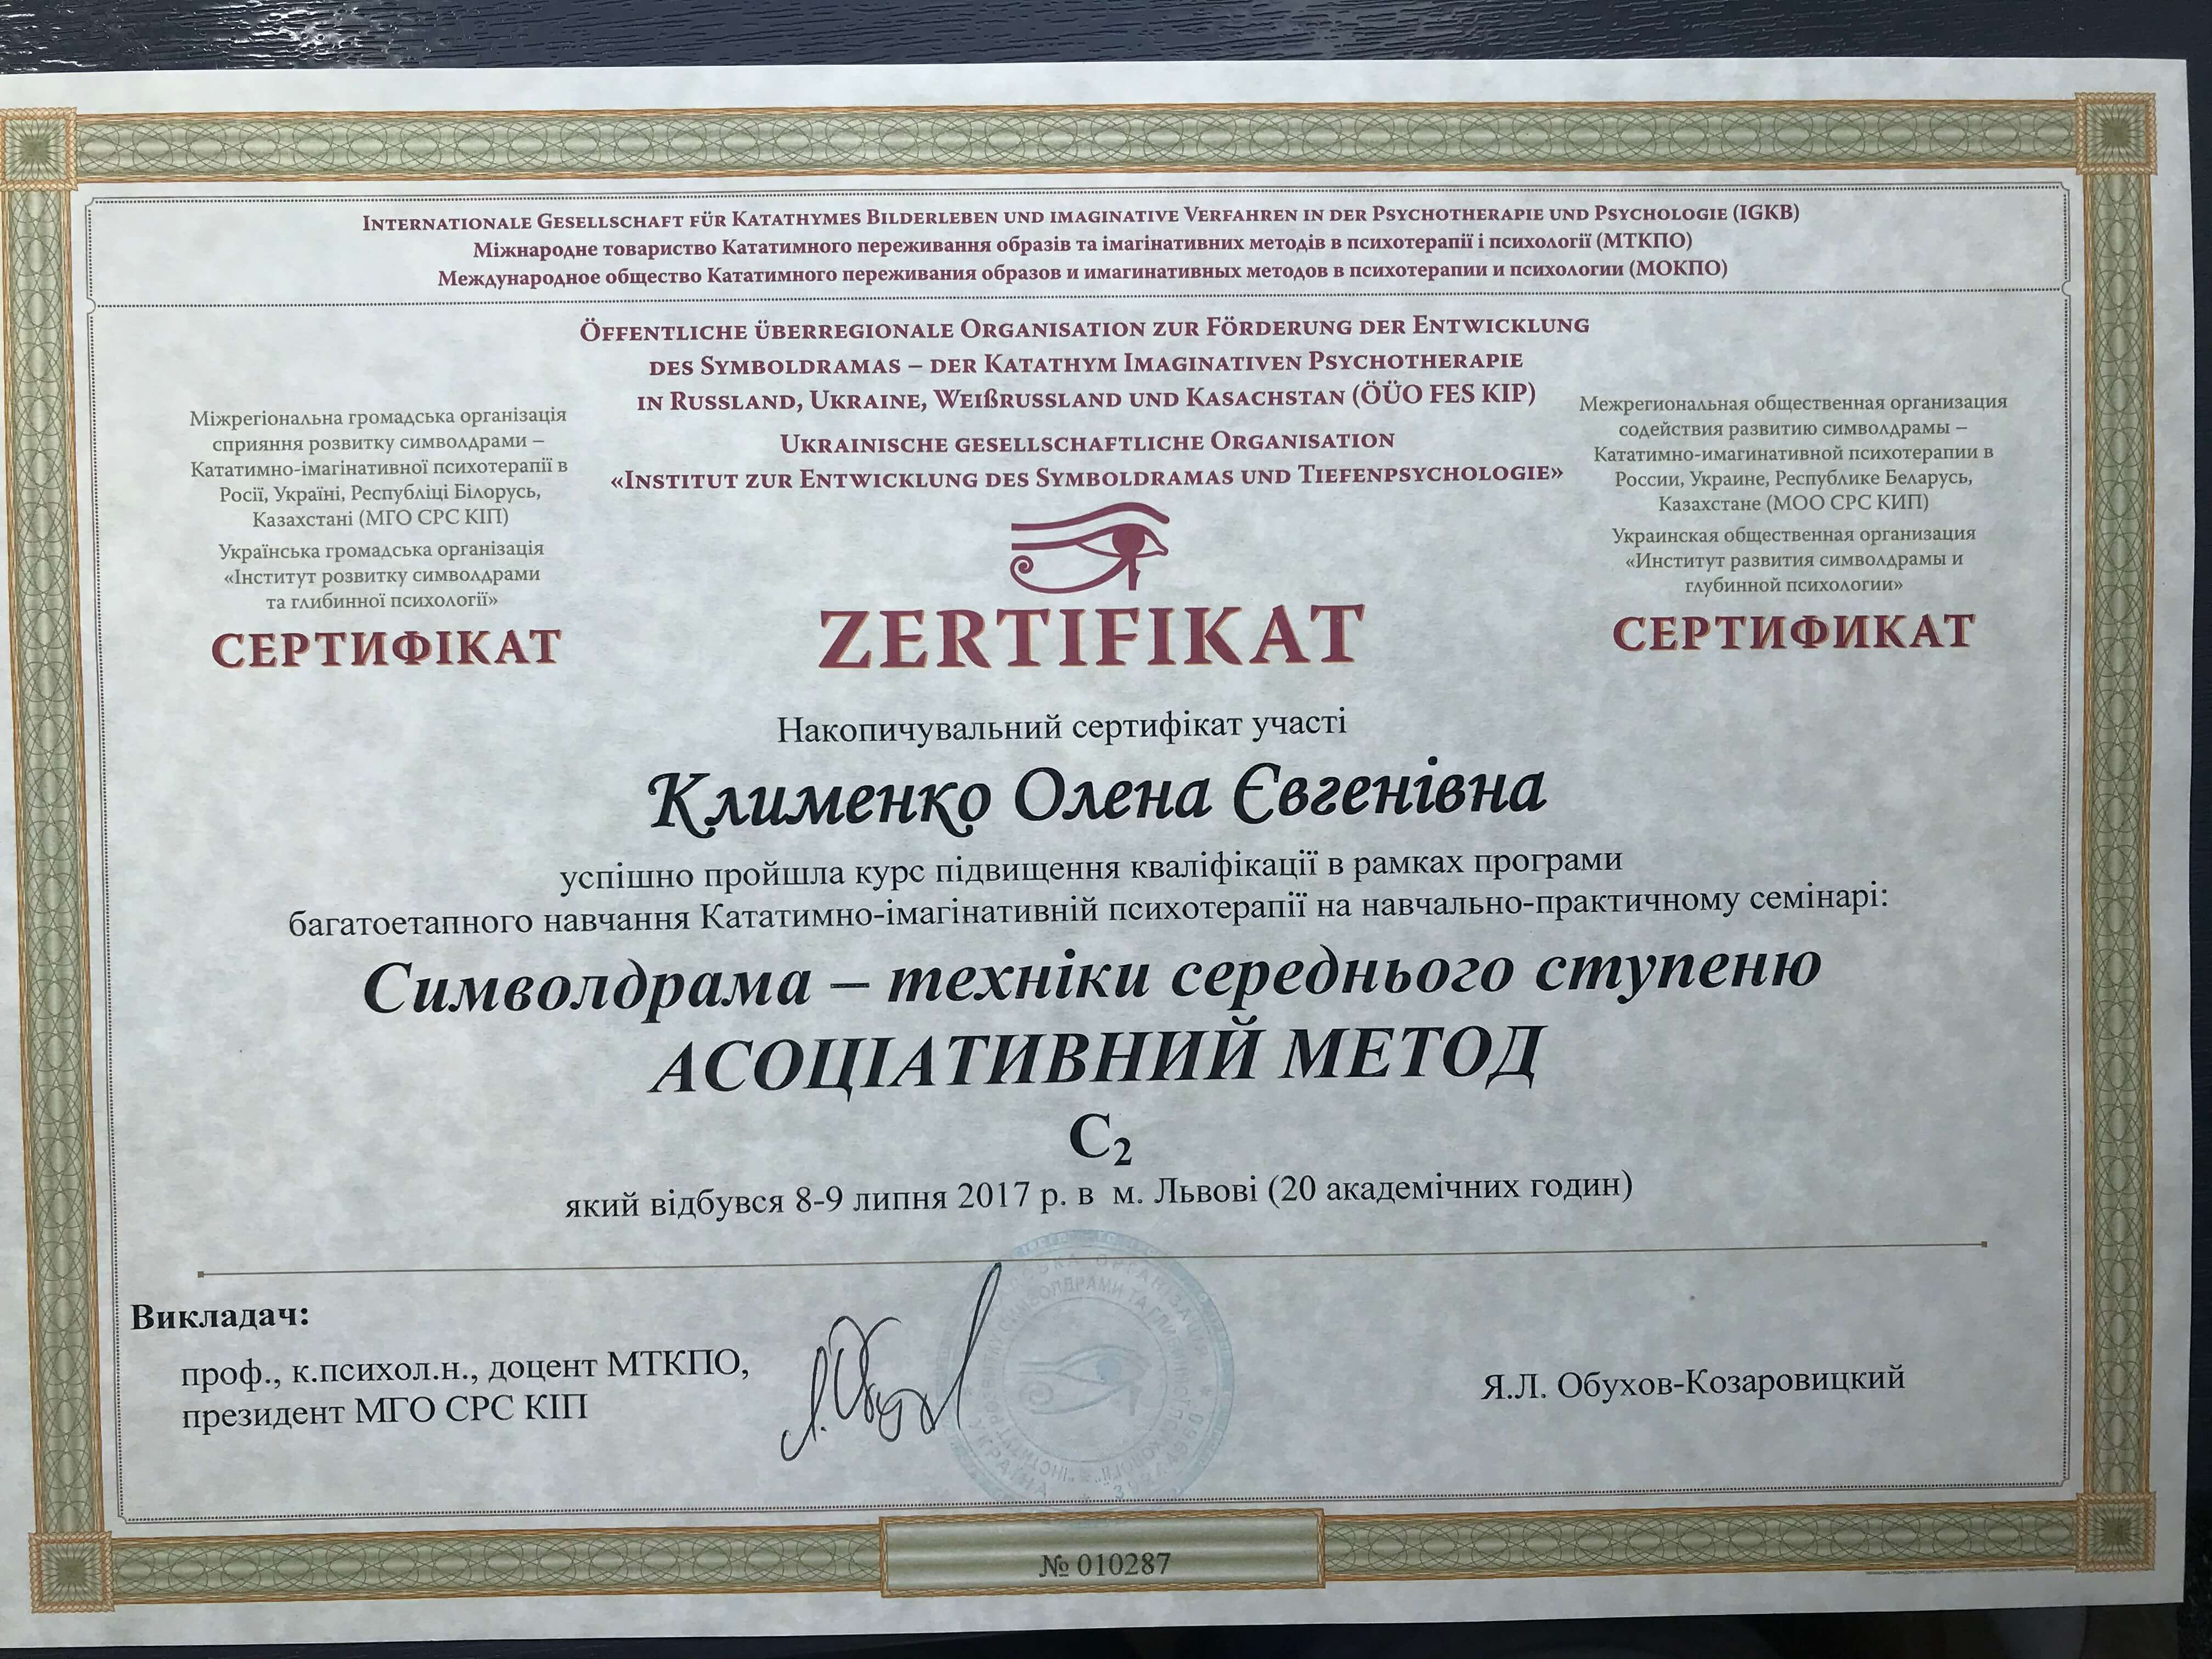 Internationale Gesellschaft für Katathymes Bilderleben und imaginative Verfahren in der Psychotherapie und Psychologie (IGKB)
Міжнародне товариство Кататимного переживання образів та імагінативних методів в психотерапії і психології (МТКПО)
Международное общество Кататимного переживания образов и имагинативных методов в психотерапии и психологии (МОКПО)
Öffentliche überregionale Organisation zur Förderung der Entwicklung
des Symboldramas – der Katathym Imaginativen Psychotherapie
in Russland, Ukraine, Weißrussland und Kasachstan (ÖÜO FES KIP)
Ukrainische gesellschaftliche Organisation
«Institut zur Entwicklung des Symboldramas und Tiefenpsychologie»
Міжрегіональна громадська організація
сприяння розвитку символдрами –
Кататимно-імагінативної психотерапії в
Росії, Україні, Республіці Білорусь,
Казахстані (МГО СРС КІП)
Українська громадська організація
«Інститут розвитку символдрами
та глибинної психології»
СЕРТИФІКАТ
ZERTIFIKAT
Межрегиональная общественная организация
содействия развитию символдрамы –
Кататимно-имагинативной психотерапии в
России, Украине, Республике Беларусь,
Казахстане (МОО СРС КИП)
Украинская общественная организация
«Институт развития символдрамы и
глубинной психологии»
СЕРТИФИКАТ
Накопичувальний сертифікат участі
Клименко Олена Євгенівна
успішно пройшла курс підвищення кваліфікації в рамках програми
багатоетапного навчання Кататимно-імагінативній психотерапії на навчально-практичному семінарі:
Символдрама – техніки середнього ступеню
АСОЦІАТИВНИЙ МЕТОД
С₂
який відбувся 8-9 липня 2017 р. в м. Львові (20 академічних годин)
Викладач:
проф., к.психол.н., доцент МТКПО,
президент МГО СРС КІП
Я.Л. Обухов-Козаровицкий
№ 010287